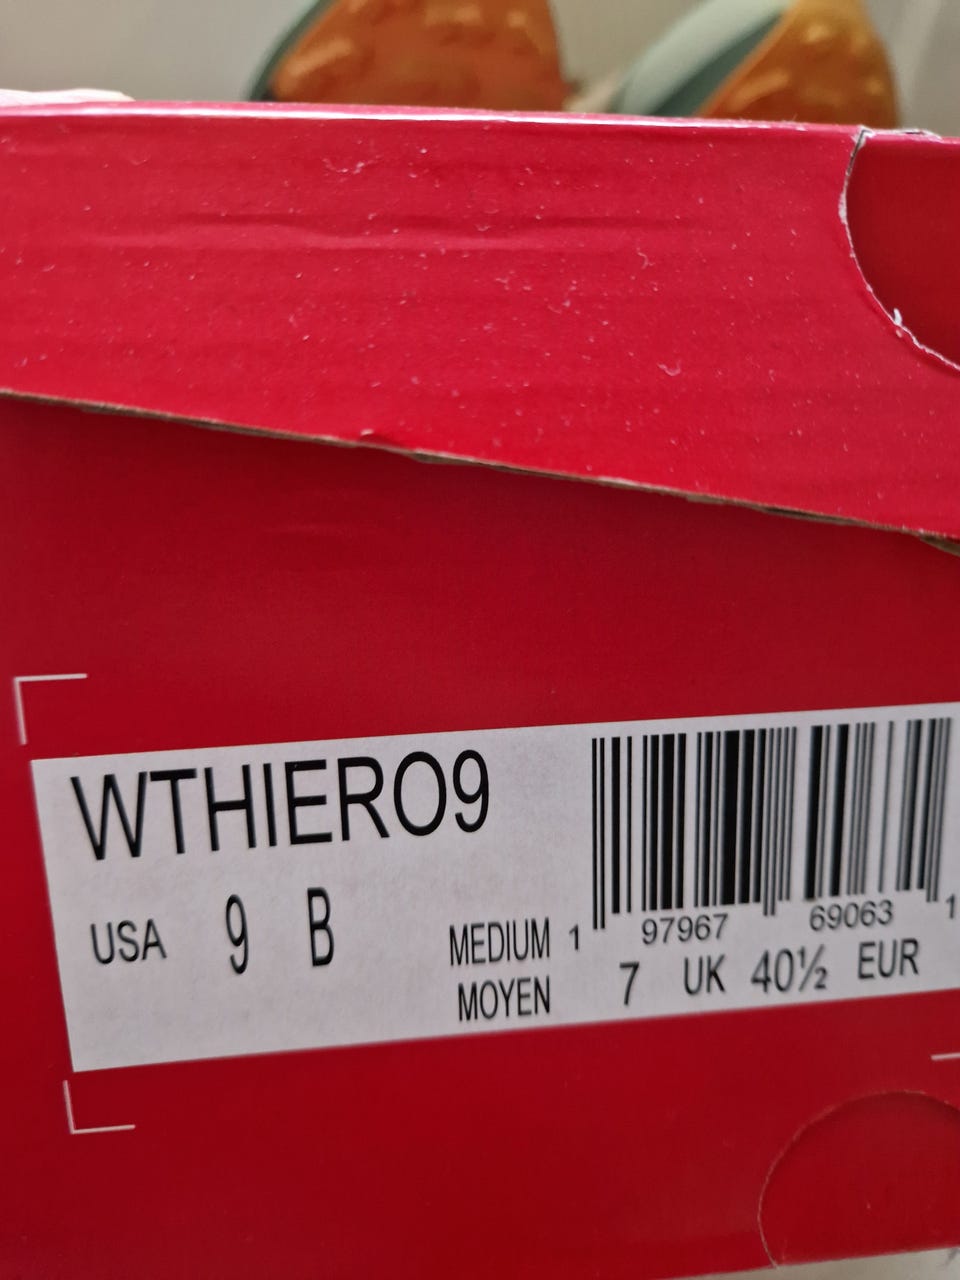 WTHIERO9
USA 9 B
MEDIUM
MOYEN
1 97967 69063 1
7 UK 40½ EUR